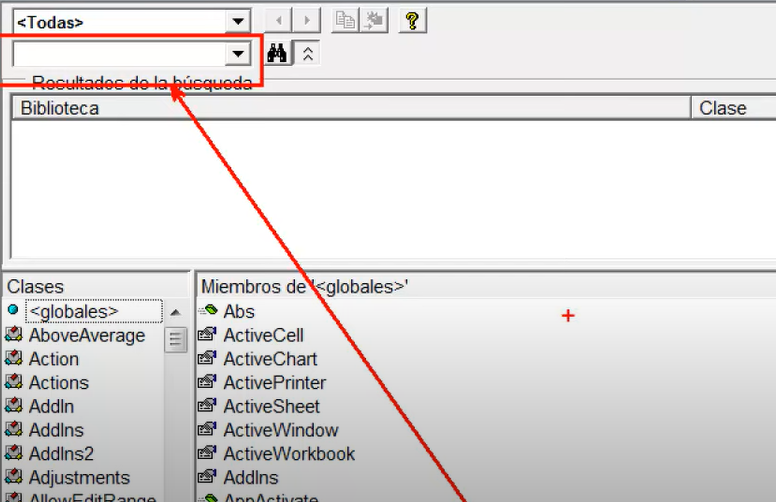 <Todas>
Resultados de la búsqueda
Biblioteca
Clase
Clases
<globales>
AboveAverage
Action
Actions
AddIn
AddIns
AddIns2
Adjustments
AllowEditRange
Miembros de '<globales>'
Abs
ActiveCell
ActiveChart
ActivePrinter
ActiveSheet
ActiveWindow
ActiveWorkbook
AddIns
AppActivate